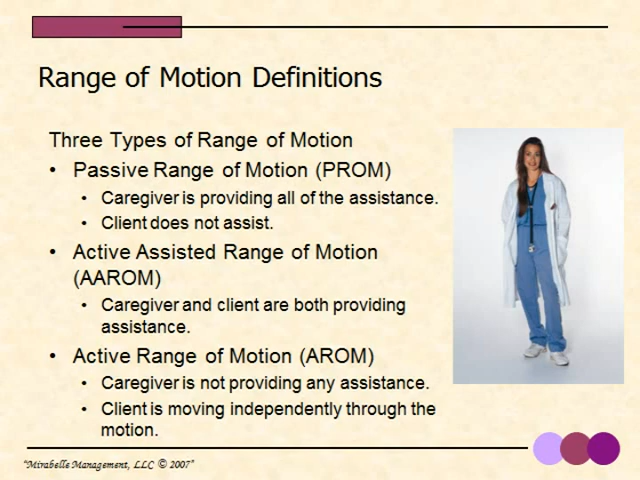 Range of Motion Definitions
Three Types of Range of Motion
• Passive Range of Motion (PROM)
• Caregiver is providing all of the assistance.
• Client does not assist.
• Active Assisted Range of Motion
(AAROM)
• Caregiver and client are both providing
assistance.
• Active Range of Motion (AROM)
• Caregiver is not providing any assistance.
• Client is moving independently through the
motion.
"Mirabelle Management, LLC © 2007"